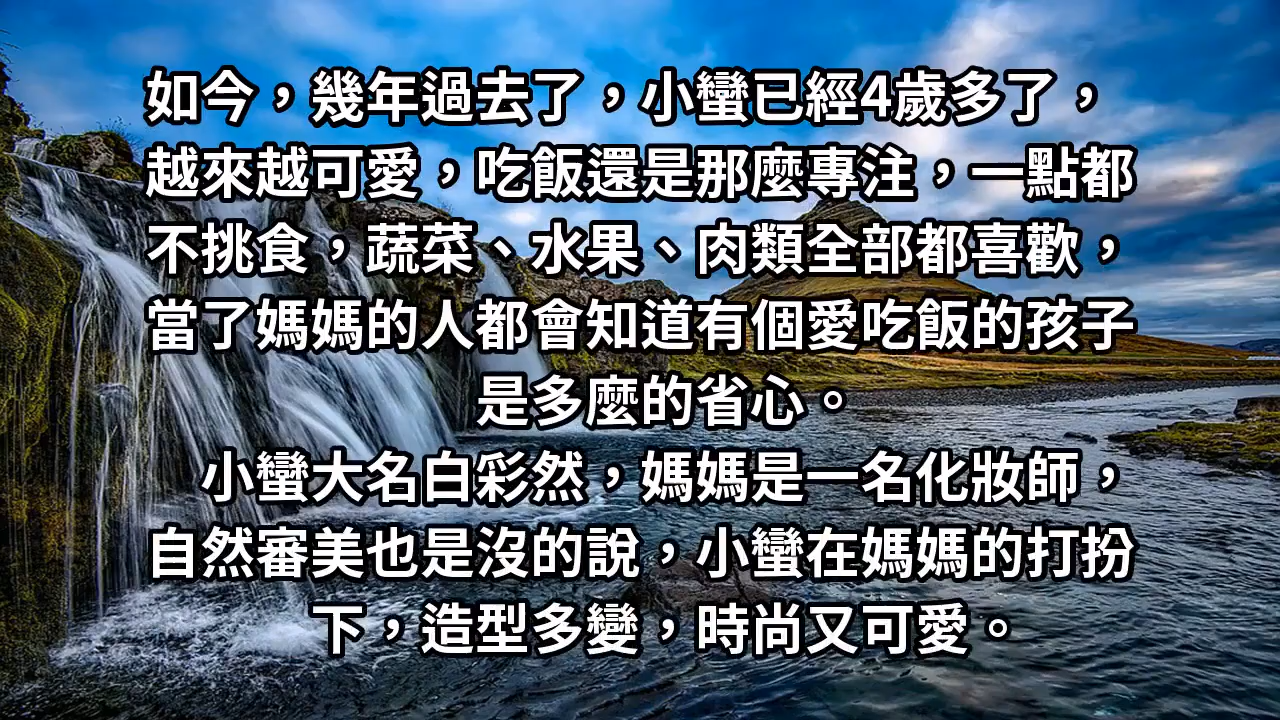 如今，幾年過去了，小蠻已經4歲多了，
越來越可愛，吃飯還是那麼專注，一點都
不挑食，蔬菜、水果、肉類全部都喜歡，
當了媽媽的人都會知道有個愛吃飯的孩子
是多麼的省心。
小蠻大名白彩然，媽媽是一名化妝師，
自然審美也是沒的說，小蠻在媽媽的打扮
下，造型多變，時尚又可愛。